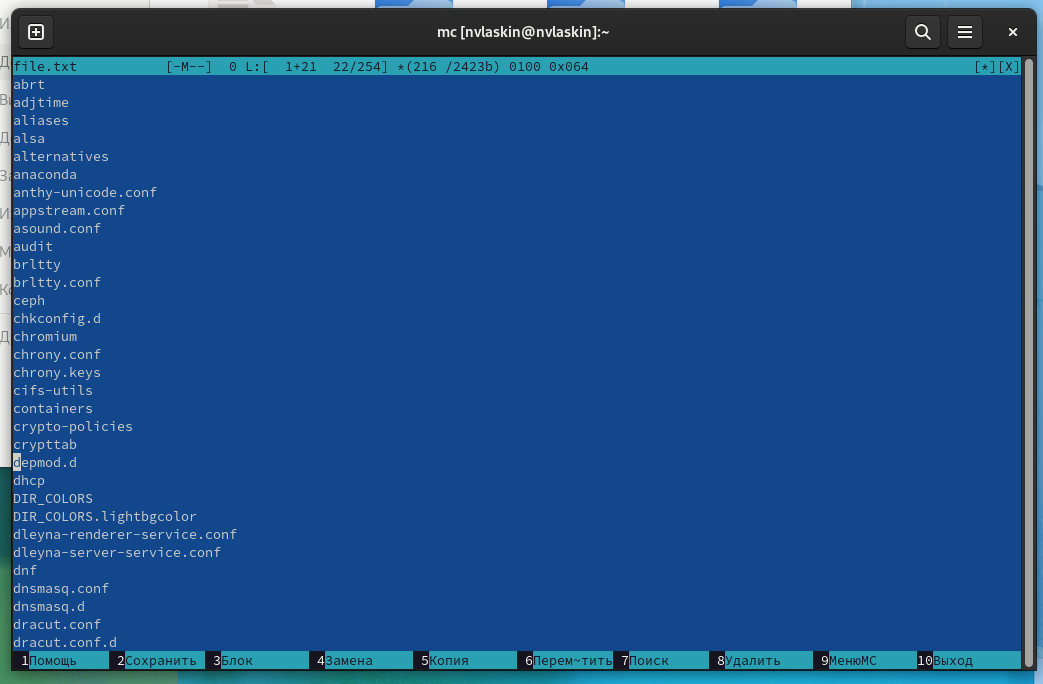 mc [nvlaskin@nvlaskin]:~
file.txt [-M--] 0 L:[ 1+21 22/254] *(216 /2423b) 0100 0x064 [*][X]
abrt
adjtime
aliases
alsa
alternatives
anaconda
anthy-unicode.conf
appstream.conf
asound.conf
audit
brltty
brltty.conf
ceph
chkconfig.d
chromium
chrony.conf
chrony.keys
cifs-utils
containers
crypto-policies
crypttab
depmod.d
dhcp
DIR_COLORS
DIR_COLORS.lightbgcolor
dleyna-renderer-service.conf
dleyna-server-service.conf
dnf
dnsmasq.conf
dnsmasq.d
dracut.conf
dracut.conf.d
1Помощь 2Сохранить 3Блок 4Замена 5Копия 6Перем~тить 7Поиск 8Удалить 9МенюМС 10Выход